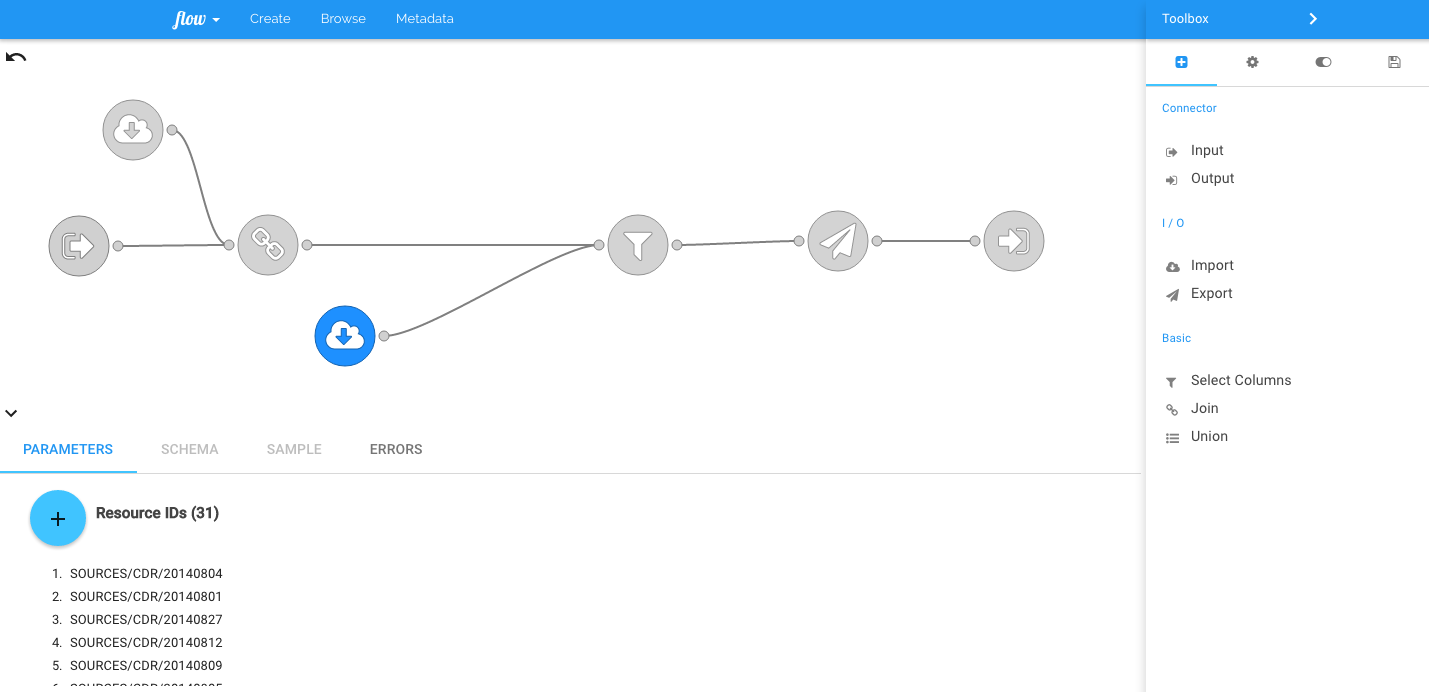 flow Create Browse Metadata
Toolbox
Connector
Input
Output
I / O
Import
Export
Basic
Select Columns
Join
Union
PARAMETERS SCHEMA SAMPLE ERRORS
Resource IDs (31)
1. SOURCES/CDR/20140804
2. SOURCES/CDR/20140801
3. SOURCES/CDR/20140827
4. SOURCES/CDR/20140812
5. SOURCES/CDR/20140809